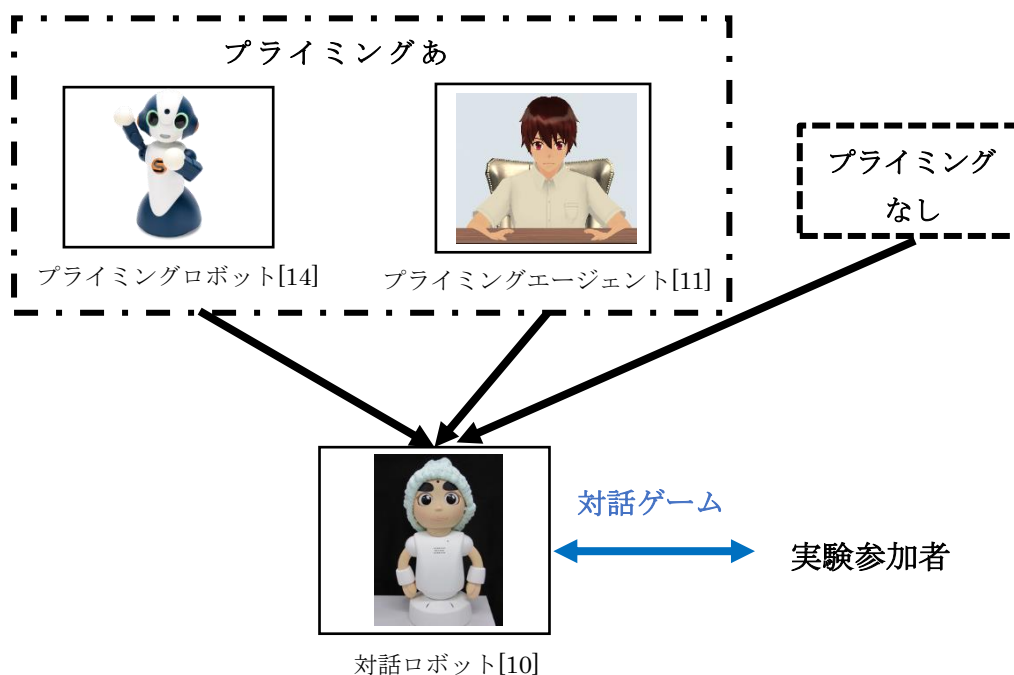 プライミングあ
プライミングロボット[14]
プライミングエージェント[11]
プライミング
なし
対話ゲーム
実験参加者
対話ロボット[10]